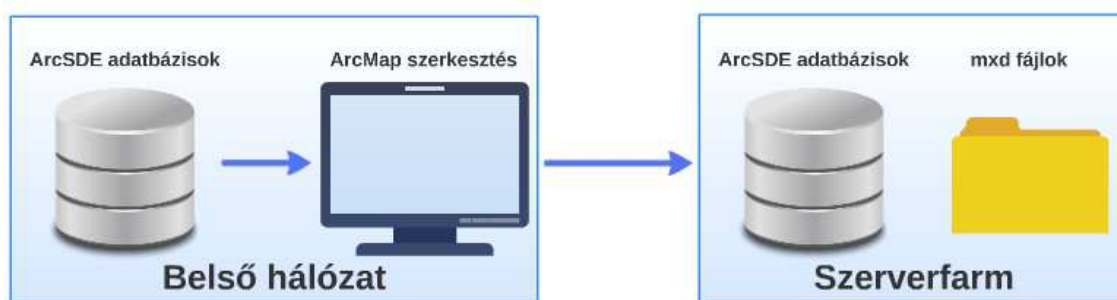 ArcSDE adatbázisok
ArcMap szerkesztés
Belső hálózat
ArcSDE adatbázisok
mxd fájlok
Szerverfarm